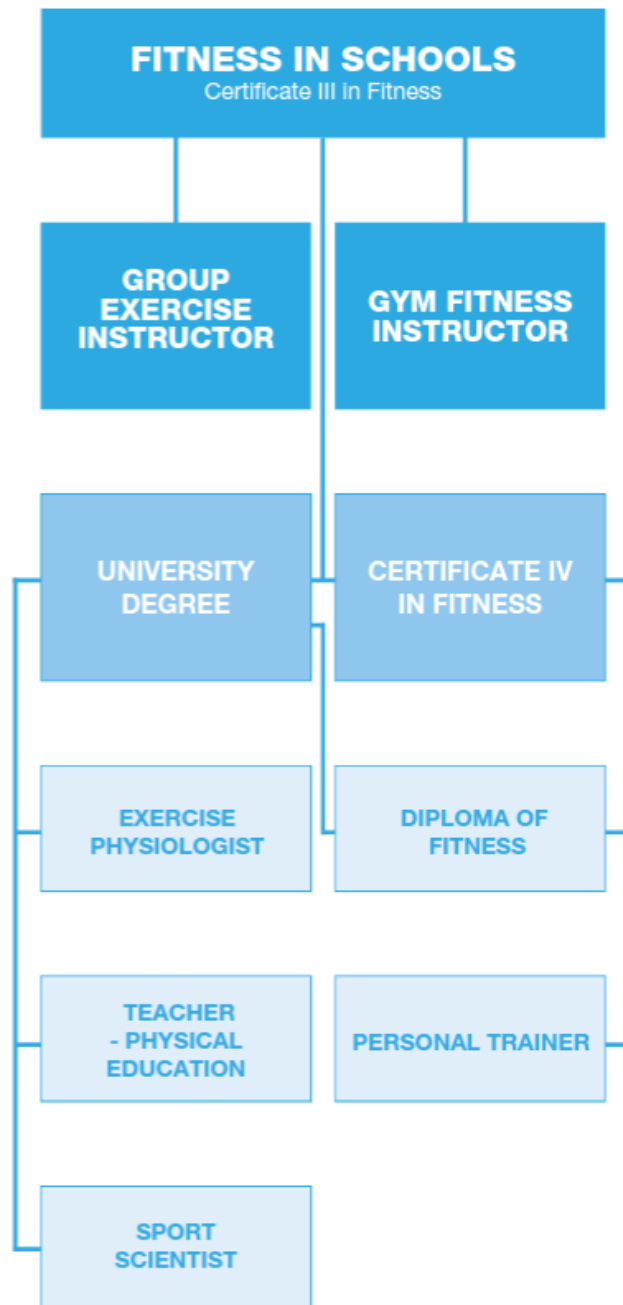 FITNESS IN SCHOOLS
Certificate III in Fitness
GROUP
EXERCISE
INSTRUCTOR
GYM FITNESS
INSTRUCTOR
UNIVERSITY
DEGREE
CERTIFICATE IV
IN FITNESS
EXERCISE
PHYSIOLOGIST
DIPLOMA OF
FITNESS
TEACHER
- PHYSICAL
EDUCATION
PERSONAL TRAINER
SPORT
SCIENTIST